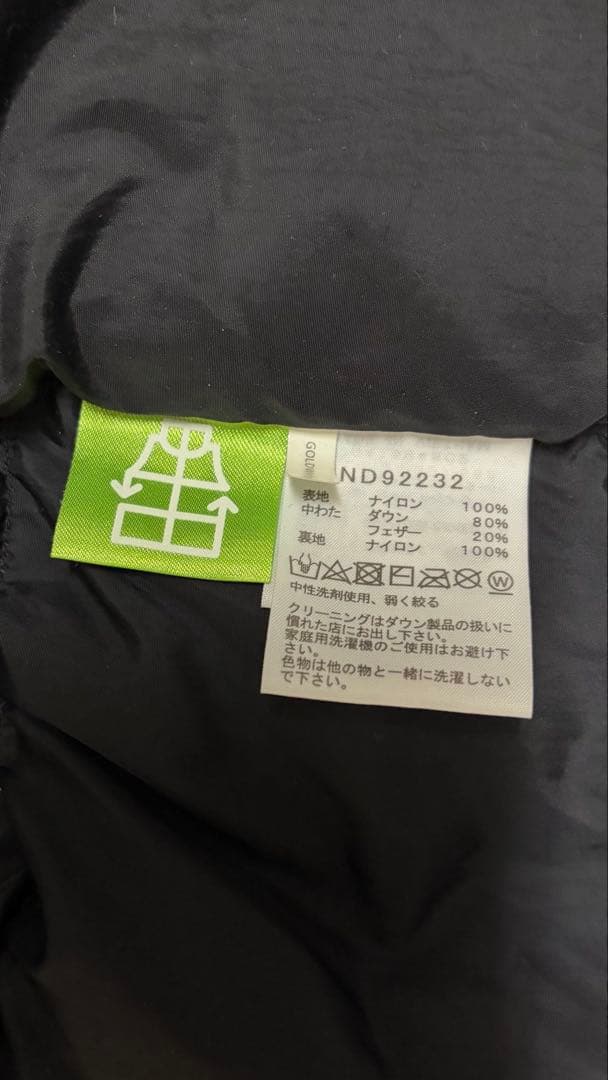 GOLDWIN
ND92232
表地 ナイロン 100%
中わた ダウン 80%
フェザー 20%
裏地 ナイロン 100%
W
中性洗剤使用、弱く絞る
クリーニングはダウン製品の扱いに
慣れた店にお出し下さい。
家庭用洗濯機のご使用はお避け下
さい。
色物は他の物と一緒に洗濯しない
で下さい。